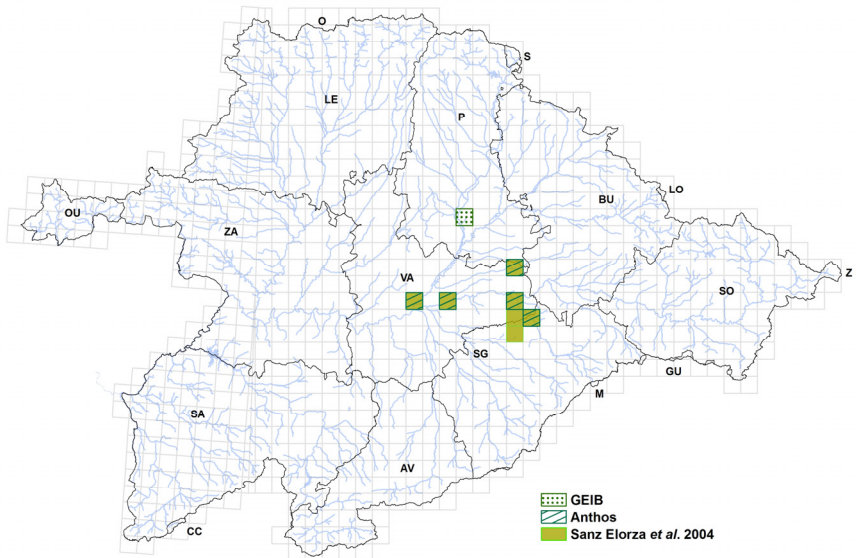 O
S
LE
P
LO
BU
OU
ZA
VA
SO
Z
SG
GU
M
SA
AV
CC
GEIB
Anthos
Sanz Elorza et al. 2004